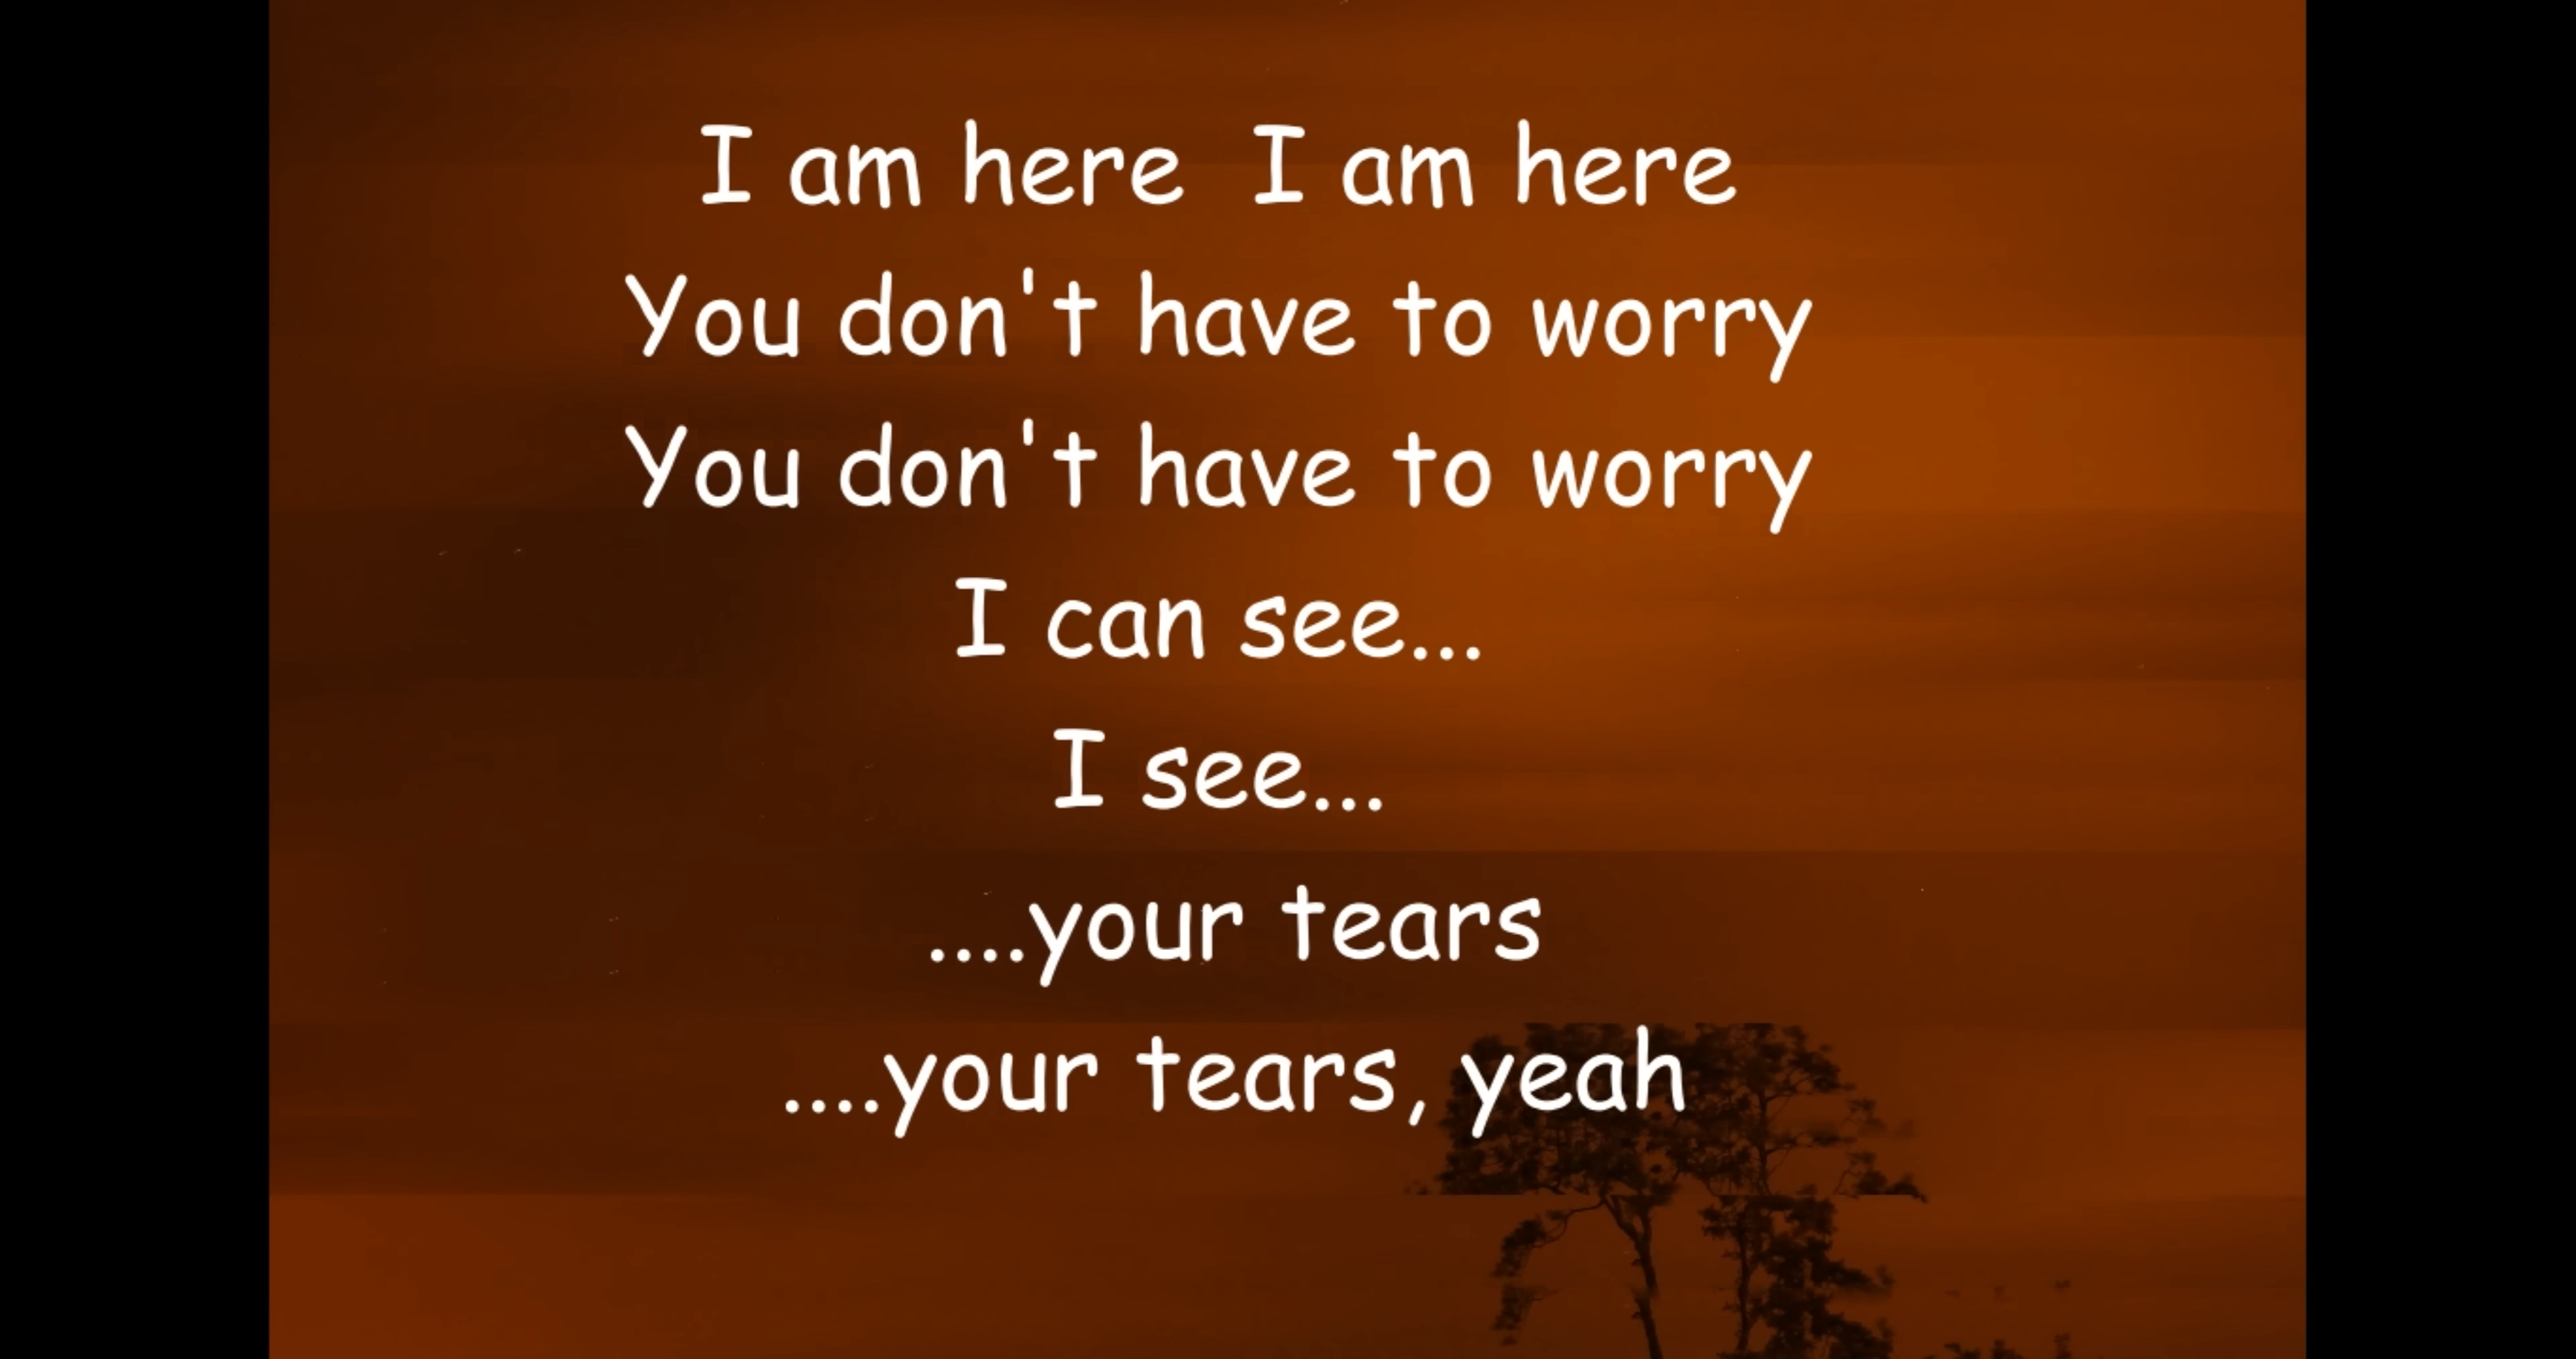 I am here  I am here
You don't have to worry
You don't have to worry
I can see...
I see...
....your tears
....your tears, yeah